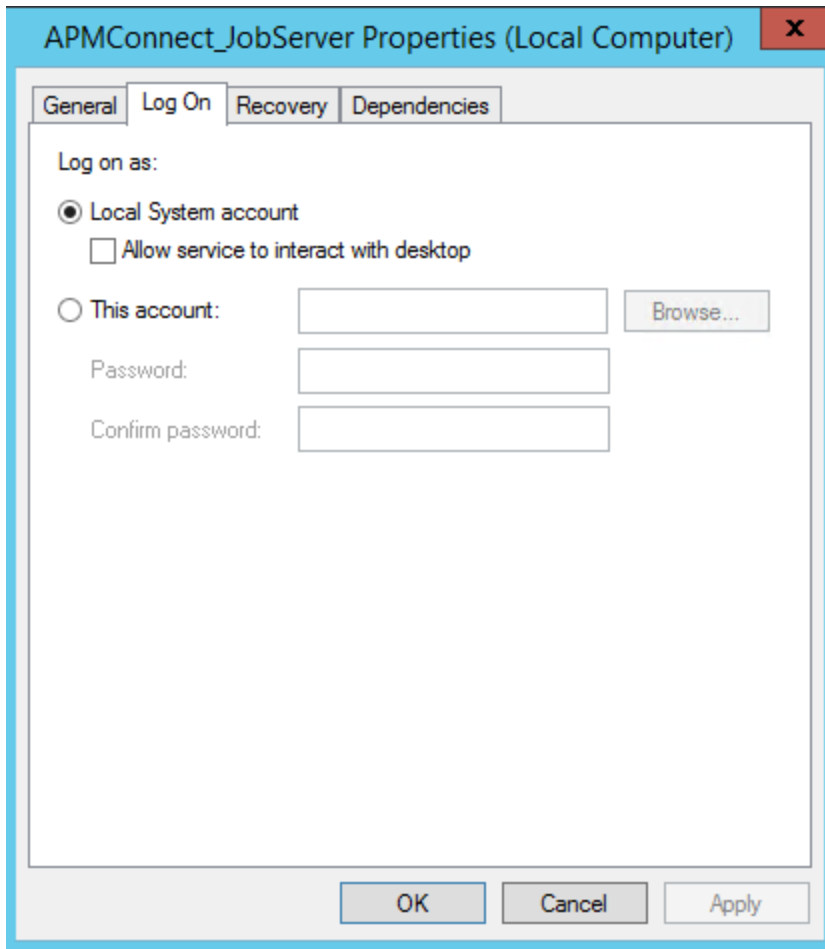 APMConnect_JobServer Properties (Local Computer)
x
General Log On Recovery Dependencies
Log on as:
Local System account
Allow service to interact with desktop
This account: Browse...
Password:
Confirm password:
OK Cancel Apply